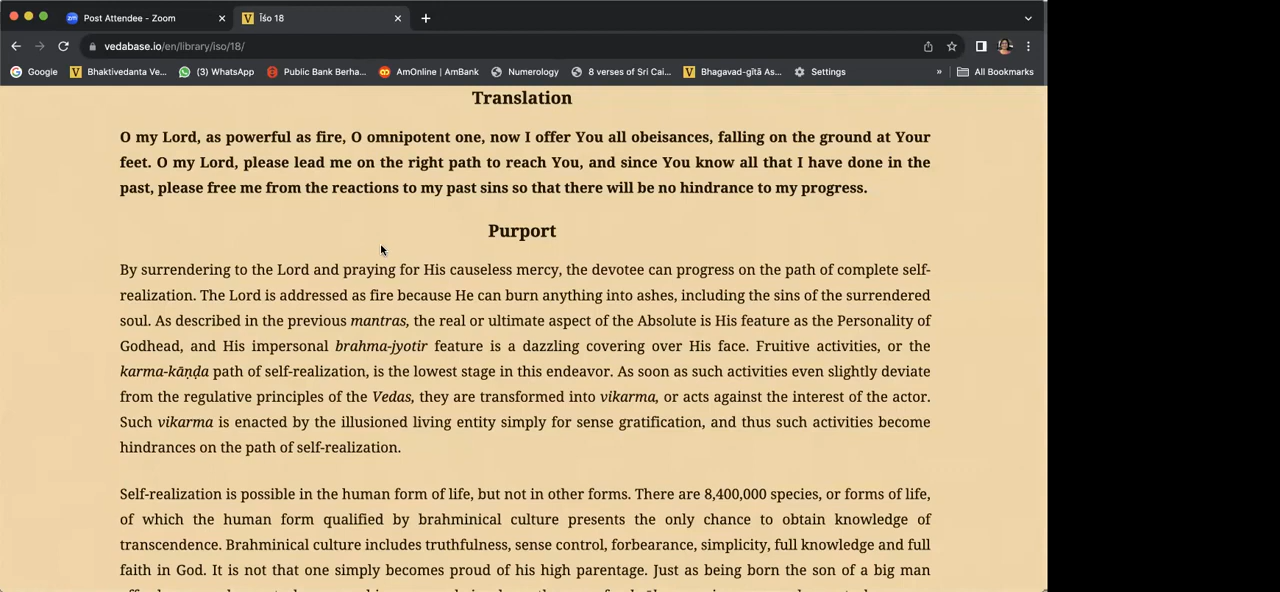 Post Attendee - Zoom
Īśo 18
vedabase.io/en/library/iso/18/
Google
Bhaktivedanta Ve...
(3) WhatsApp
Public Bank Berha...
AmOnline | AmBank
Numerology
8 verses of Sri Cai...
Bhagavad-gītā As...
Settings
»
All Bookmarks
Translation
O my Lord, as powerful as fire, O omnipotent one, now I offer You all obeisances, falling on the ground at Your
feet. O my Lord, please lead me on the right path to reach You, and since You know all that I have done in the
past, please free me from the reactions to my past sins so that there will be no hindrance to my progress.
Purport
By surrendering to the Lord and praying for His causeless mercy, the devotee can progress on the path of complete self-
realization. The Lord is addressed as fire because He can burn anything into ashes, including the sins of the surrendered
soul. As described in the previous mantras, the real or ultimate aspect of the Absolute is His feature as the Personality of
Godhead, and His impersonal brahma-jyotir feature is a dazzling covering over His face. Fruitive activities, or the
karma-kāṇḍa path of self-realization, is the lowest stage in this endeavor. As soon as such activities even slightly deviate
from the regulative principles of the Vedas, they are transformed into vikarma, or acts against the interest of the actor.
Such vikarma is enacted by the illusioned living entity simply for sense gratification, and thus such activities become
hindrances on the path of self-realization.
Self-realization is possible in the human form of life, but not in other forms. There are 8,400,000 species, or forms of life,
of which the human form qualified by brahminical culture presents the only chance to obtain knowledge of
transcendence. Brahminical culture includes truthfulness, sense control, forbearance, simplicity, full knowledge and full
faith in God. It is not that one simply becomes proud of his high parentage. Just as being born the son of a big man